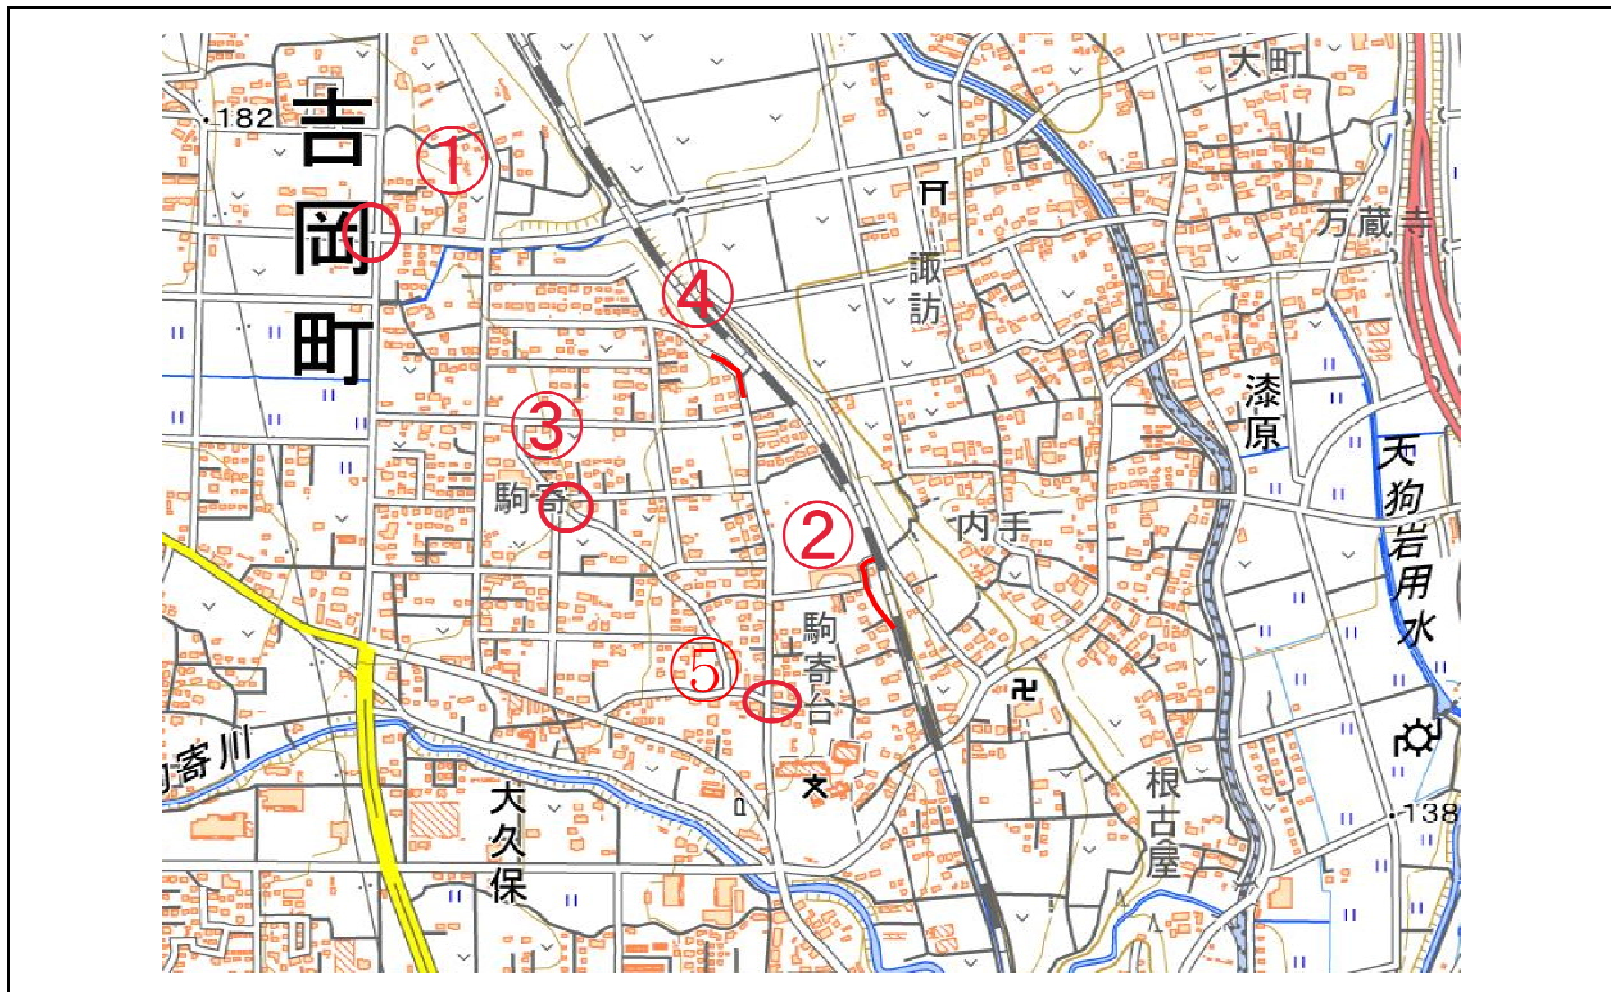 大町
182
吉岡町
①
万蔵寺
諏訪
④
漆原
③
天狗岩用水
駒寄
②
内手
駒寄台
⑤
寄川
大久保
根古屋
138